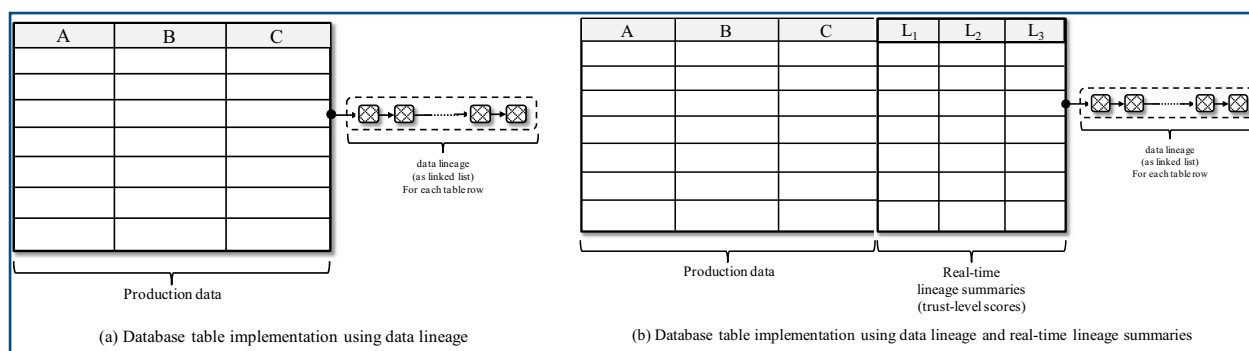 A B C
data lineage
(as linked list)
For each table row
Production data
(a) Database table implementation using data lineage
A B C L₁ L₂ L₃
data lineage
(as linked list)
For each table row
Production data
Real-time
lineage summaries
(trust-level scores)
(b) Database table implementation using data lineage and real-time lineage summaries